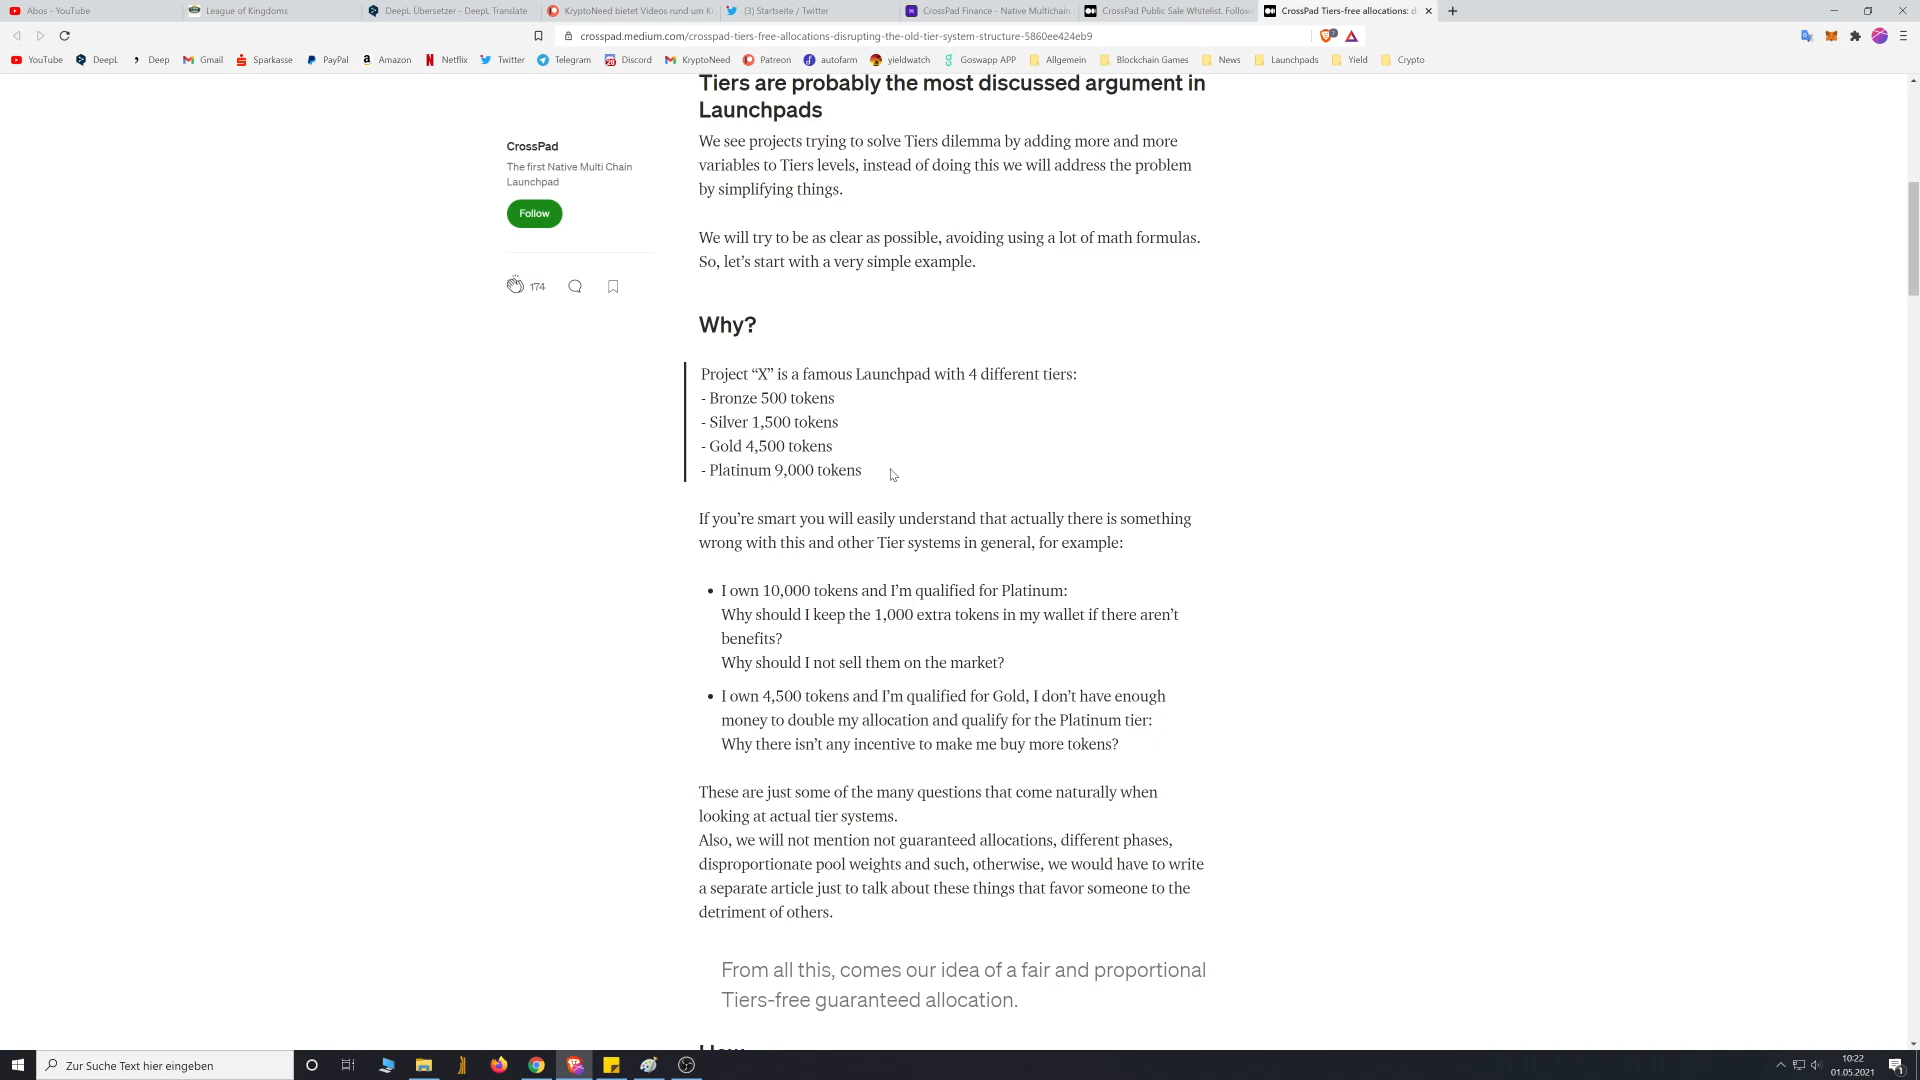 Abos - YouTube
League of Kingdoms
DeepL Übersetzer - DeepL Translate
KryptoNeed bietet Videos rund um Kr
(3) Startseite / Twitter
CrossPad Finance - Native Multichain
CrossPad Public Sale Whitelist. Follow
CrossPad Tiers-free allocations: di
crosspad.medium.com/crosspad-tiers-free-allocations-disrupting-the-old-tier-system-structure-5860ee424eb9
YouTube
DeepL
Deep
Gmail
Sparkasse
PayPal
Amazon
Netflix
Twitter
Telegram
Discord
KryptoNeed
Patreon
autofarm
yieldwatch
Goswapp APP
Allgemein
Blockchain Games
News
Launchpads
Yield
Crypto
CrossPad
The first Native Multi Chain
Launchpad
Follow
174
Tiers are probably the most discussed argument in
Launchpads
We see projects trying to solve Tiers dilemma by adding more and more
variables to Tiers levels, instead of doing this we will address the problem
by simplifying things.
We will try to be as clear as possible, avoiding using a lot of math formulas.
So, let's start with a very simple example.
Why?
Project “X” is a famous Launchpad with 4 different tiers:
- Bronze 500 tokens
- Silver 1,500 tokens
- Gold 4,500 tokens
- Platinum 9,000 tokens
If you’re smart you will easily understand that actually there is something
wrong with this and other Tier systems in general, for example:
• I own 10,000 tokens and I’m qualified for Platinum:
Why should I keep the 1,000 extra tokens in my wallet if there aren’t
benefits?
Why should I not sell them on the market?
• I own 4,500 tokens and I’m qualified for Gold, I don’t have enough
money to double my allocation and qualify for the Platinum tier:
Why there isn’t any incentive to make me buy more tokens?
These are just some of the many questions that come naturally when
looking at actual tier systems.
Also, we will not mention not guaranteed allocations, different phases,
disproportionate pool weights and such, otherwise, we would have to write
a separate article just to talk about these things that favor someone to the
detriment of others.
From all this, comes our idea of a fair and proportional
Tiers-free guaranteed allocation.
Zur Suche Text hier eingeben
10:22
01.05.2021